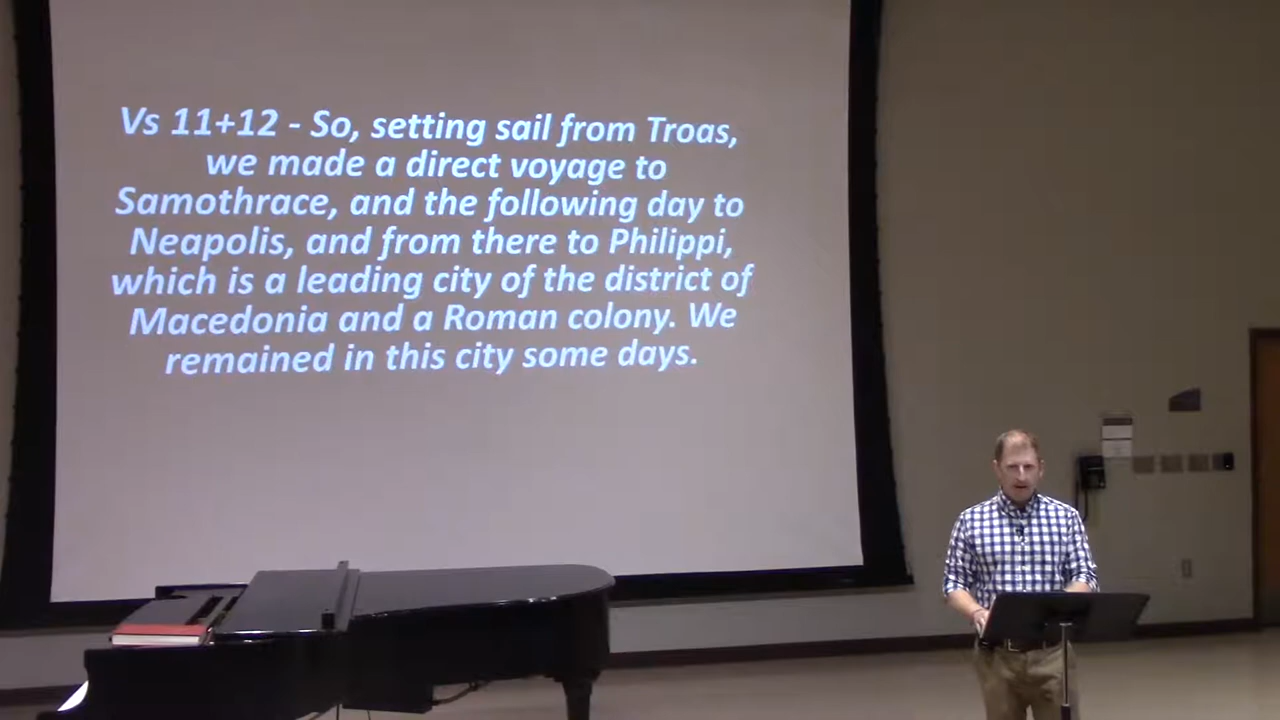 Vs 11+12 - So, setting sail from Troas,
we made a direct voyage to
Samothrace, and the following day to
Neapolis, and from there to Philippi,
which is a leading city of the district of
Macedonia and a Roman colony. We
remained in this city some days.